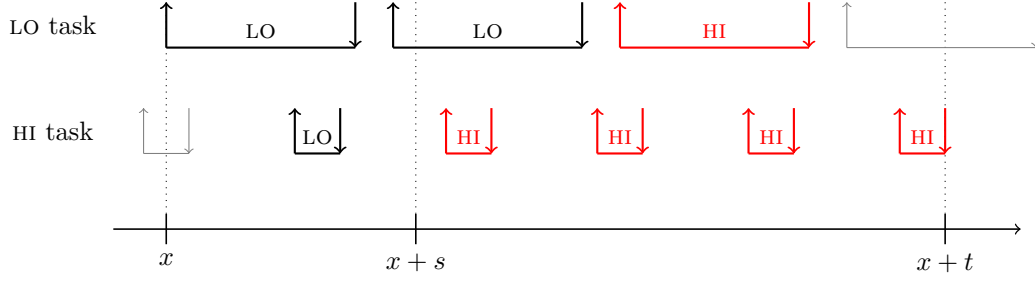 LO task LO LO HI
HI task LO HI HI HI HI
x x + s x + t